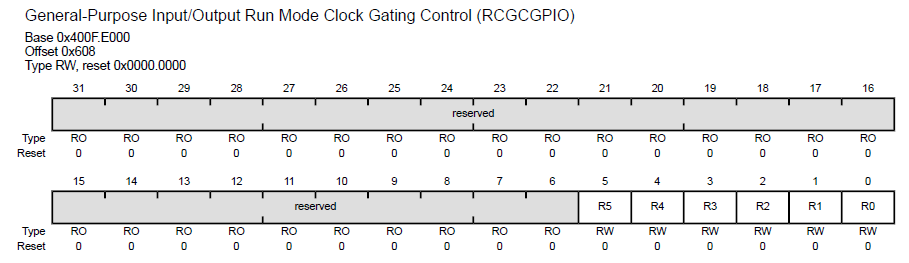 General-Purpose Input/Output Run Mode Clock Gating Control (RCGCGPIO)
Base 0x400F.E000
Offset 0x608
Type RW, reset 0x0000.0000
31 30 29 28 27 26 25 24 23 22 21 20 19 18 17 16
reserved
Type RO RO RO RO RO RO RO RO RO RO RO RO RO RO RO RO
Reset 0 0 0 0 0 0 0 0 0 0 0 0 0 0 0 0
15 14 13 12 11 10 9 8 7 6 5 4 3 2 1 0
reserved R5 R4 R3 R2 R1 R0
Type RO RO RO RO RO RO RO RO RO RO RW RW RW RW RW RW
Reset 0 0 0 0 0 0 0 0 0 0 0 0 0 0 0 0